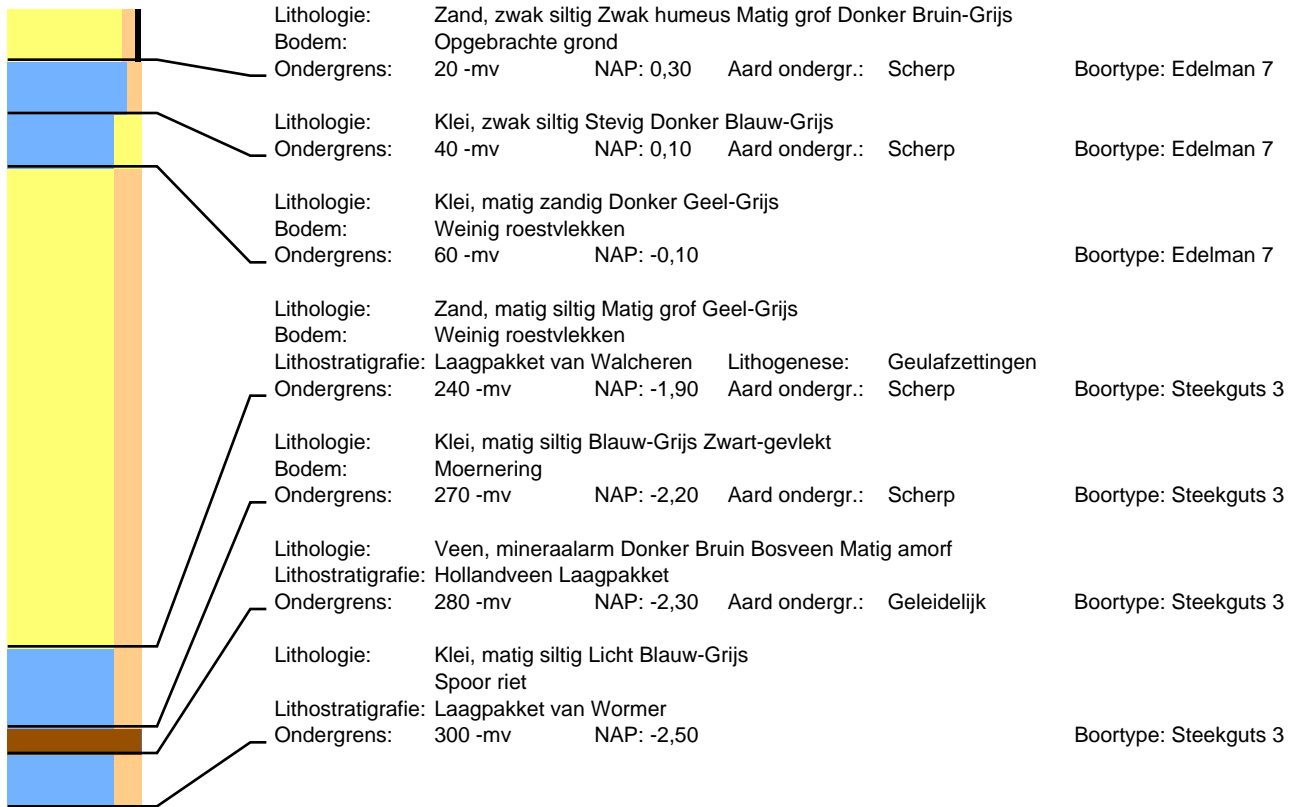 Lithologie: Zand, zwak siltig Zwak humeus Matig grof Donker Bruin-Grijs
Bodem: Opgebrachte grond
Ondergrens: 20 -mv NAP: 0,30 Aard ondergr.: Scherp Boortype: Edelman 7
Lithologie: Klei, zwak siltig Stevig Donker Blauw-Grijs
Ondergrens: 40 -mv NAP: 0,10 Aard ondergr.: Scherp Boortype: Edelman 7
Lithologie: Klei, matig zandig Donker Geel-Grijs
Bodem: Weinig roestvlekken
Ondergrens: 60 -mv NAP: -0,10 Boortype: Edelman 7
Lithologie: Zand, matig siltig Matig grof Geel-Grijs
Bodem: Weinig roestvlekken
Lithostratigrafie: Laagpakket van Walcheren Lithogenese: Geulafzettingen
Ondergrens: 240 -mv NAP: -1,90 Aard ondergr.: Scherp Boortype: Steekguts 3
Lithologie: Klei, matig siltig Blauw-Grijs Zwart-gevlekt
Bodem: Moernering
Ondergrens: 270 -mv NAP: -2,20 Aard ondergr.: Scherp Boortype: Steekguts 3
Lithologie: Veen, mineraalarm Donker Bruin Bosveen Matig amorf
Lithostratigrafie: Hollandveen Laagpakket
Ondergrens: 280 -mv NAP: -2,30 Aard ondergr.: Geleidelijk Boortype: Steekguts 3
Lithologie: Klei, matig siltig Licht Blauw-Grijs
Spoor riet
Lithostratigrafie: Laagpakket van Wormer
Ondergrens: 300 -mv NAP: -2,50 Boortype: Steekguts 3